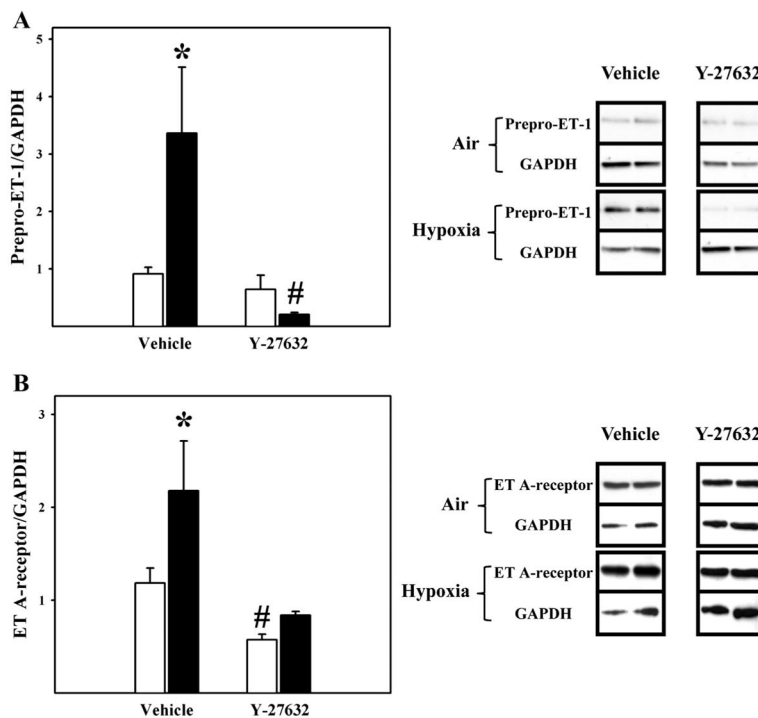 A
Prepro-ET-1/GAPDH
5
4
3
2
1
*
#
Vehicle
Y-27632
Vehicle
Y-27632
Air
Prepro-ET-1
GAPDH
Hypoxia
Prepro-ET-1
GAPDH
B
ET A-receptor/GAPDH
3
2
1
*
#
Vehicle
Y-27632
Vehicle
Y-27632
Air
ET A-receptor
GAPDH
Hypoxia
ET A-receptor
GAPDH